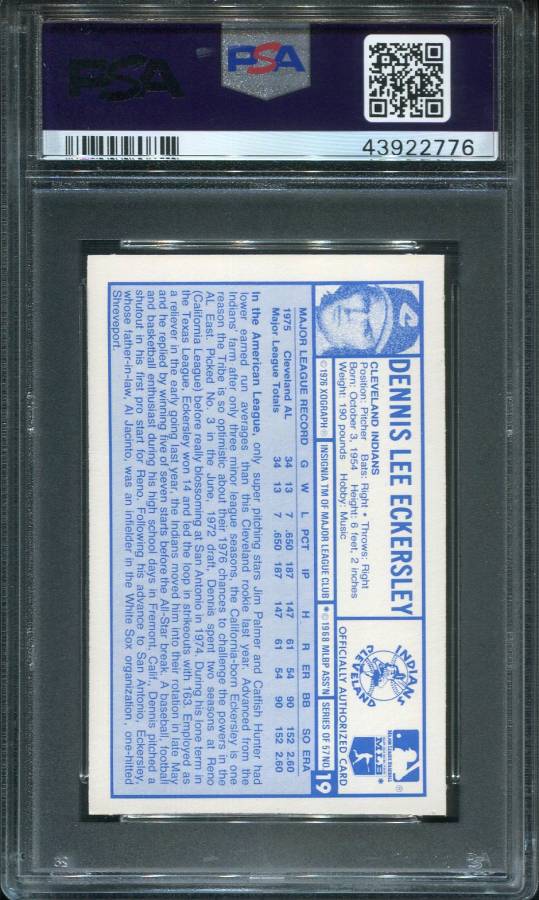 PSA
PSA
43922776
DENNIS LEE ECKERSLEY
CLEVELAND INDIANS
Position: Pitcher Bats: Right • Throws: Right
Born: October 3, 1954 Height: 6 feet, 2 inches
Weight: 190 pounds Hobby: Music
INDIANS
CLEVELAND
OFFICIALLY AUTHORIZED CARD
MAJOR LEAGUE BASEBALL
®
©1976 XOGRAPH® INSIGNIA TM OF MAJOR LEAGUE CLUB *©1968 MLBP ASS'N SERIES OF 57 NO. 19
MAJOR LEAGUE RECORD G W L PCT IP H R ER BB SO ERA
1975 Cleveland AL 34 13 7 .650 187 147 61 54 90 152 2.60
Major League Totals 34 13 7 .650 187 147 61 54 90 152 2.60
In the American League, only super pitching stars Jim Palmer and Catfish Hunter had
lower earned run averages than this Cleveland rookie last year. Advanced from the
Indians' farm after only three minor league seasons, the California-born Eckersley is one
reason the Tribe is so optimistic about their 1976 chances to challenge the powers in the
AL East. Picked No. 3 in the June, 1972 draft, Dennis spent two seasons at Reno
(California League) before really blossoming at San Antonio in 1974. During his lone term in
the Texas League, Eckersley won 14 and led the loop in strikeouts with 163. Employed as
a reliever in the early going last year, the Indians moved him into their rotation in late May
and he replied by winning five of seven starts before the All-Star break. A baseball, football
and basketball enthusiast during his high school days in Fremont, Calif., Dennis pitched a
shutout in his first pro start for Reno. Following his advance to San Antonio, Eckersley,
whose father-in-law, Al Jacinto, was an infielder in the White Sox organization, one-hitted
Shreveport.